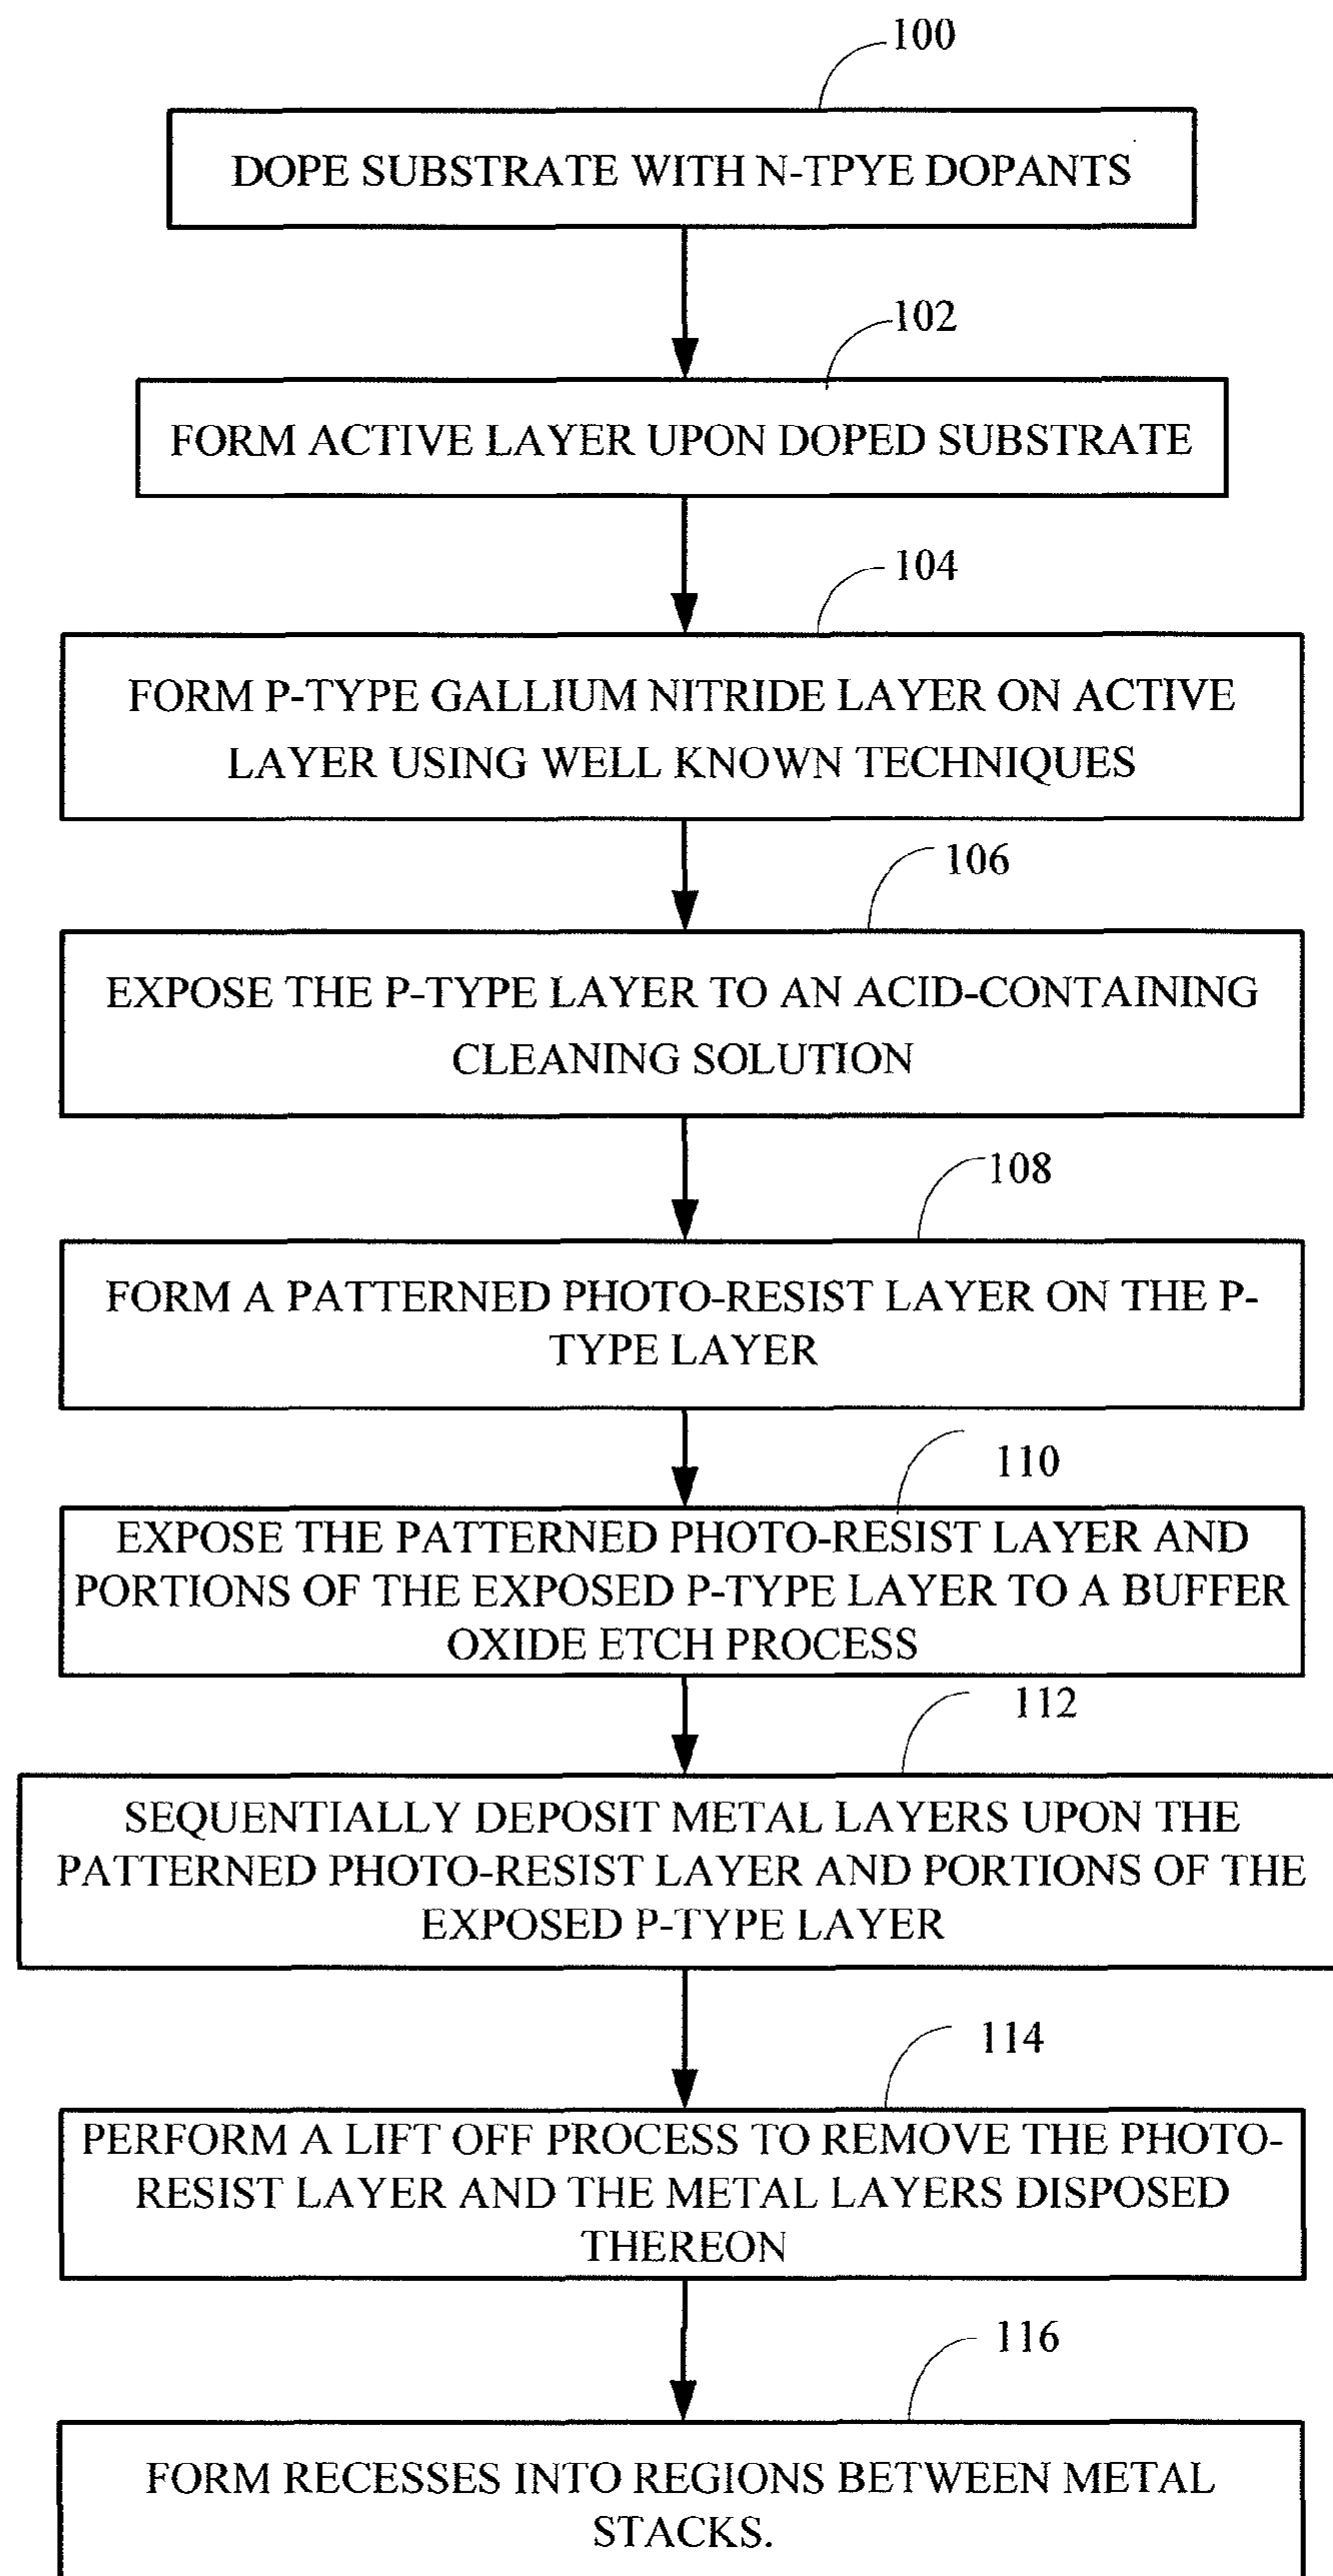 100
DOPE SUBSTRATE WITH N-TPYE DOPANTS
102
FORM ACTIVE LAYER UPON DOPED SUBSTRATE
104
FORM P-TYPE GALLIUM NITRIDE LAYER ON ACTIVE
LAYER USING WELL KNOWN TECHNIQUES
106
EXPOSE THE P-TYPE LAYER TO AN ACID-CONTAINING
CLEANING SOLUTION
108
FORM A PATTERNED PHOTO-RESIST LAYER ON THE P-
TYPE LAYER
110
EXPOSE THE PATTERNED PHOTO-RESIST LAYER AND
PORTIONS OF THE EXPOSED P-TYPE LAYER TO A BUFFER
OXIDE ETCH PROCESS
112
SEQUENTIALLY DEPOSIT METAL LAYERS UPON THE
PATTERNED PHOTO-RESIST LAYER AND PORTIONS OF THE
EXPOSED P-TYPE LAYER
114
PERFORM A LIFT OFF PROCESS TO REMOVE THE PHOTO-
RESIST LAYER AND THE METAL LAYERS DISPOSED
THEREON
116
FORM RECESSES INTO REGIONS BETWEEN METAL
STACKS.